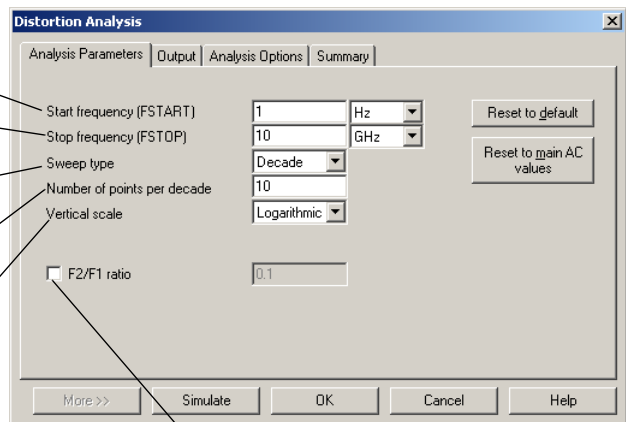 Distortion Analysis
Analysis Parameters Output Analysis Options Summary
Start frequency (FSTART) 1 Hz Reset to default
Stop frequency (FSTOP) 10 GHz
Sweep type Decade Reset to main AC values
Number of points per decade 10
Vertical scale Logarithmic
F2/F1 ratio 0.1
More >> Simulate OK Cancel Help